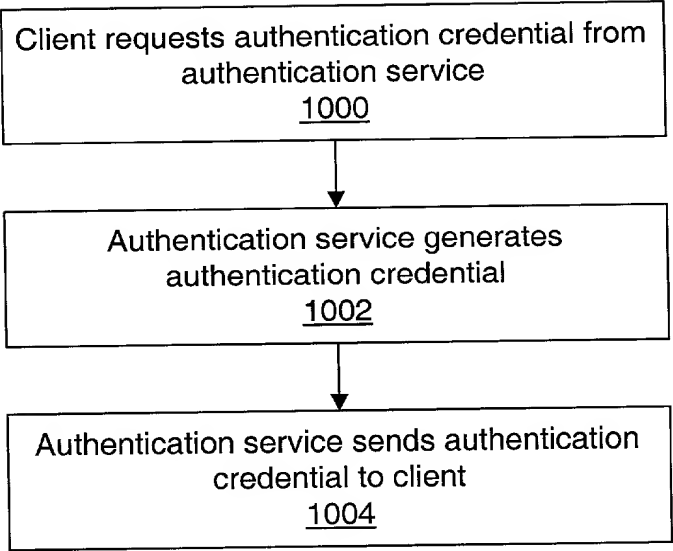 Client requests authentication credential from
authentication service
1000
Authentication service generates
authentication credential
1002
Authentication service sends authentication
credential to client
1004